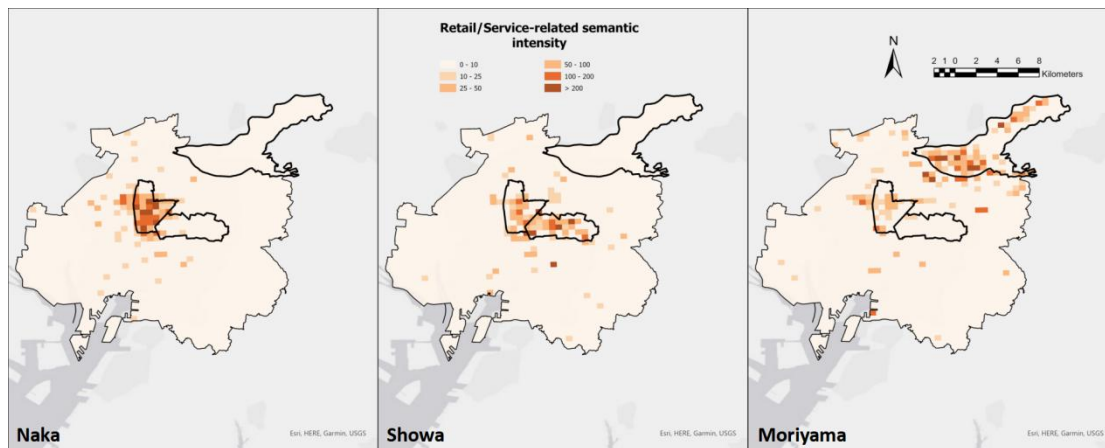 Retail/Service-related semantic
intensity
0 - 10
10 - 25
25 - 50
50 - 100
100 - 200
> 200
N
2 1 0 2 4 6 8
Kilometers
Naka
Esri, HERE, Garmin, USGS
Showa
Esri, HERE, Garmin, USGS
Moriyama
Esri, HERE, Garmin, USGS